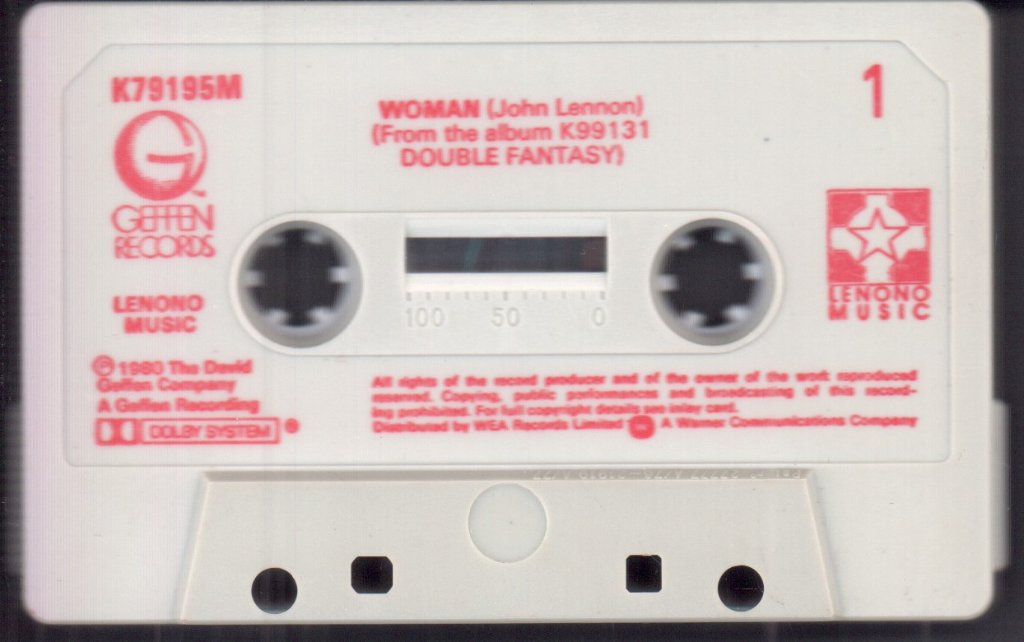 K79195M
GEFFEN
RECORDS
LENONO
MUSIC
℗ 1980 The David
Geffen Company
A Geffen Recording
DOLBY SYSTEM ®
WOMAN (John Lennon)
(From the album K99131
DOUBLE FANTASY)
1
LENONO
MUSIC
100 50 0
All rights of the record producer and of the owner of the work reproduced
reserved. Copying, public performances and broadcasting of this record-
ing prohibited. For full copyright details see inlay card.
Distributed by WEA Records Limited A Warner Communications Company